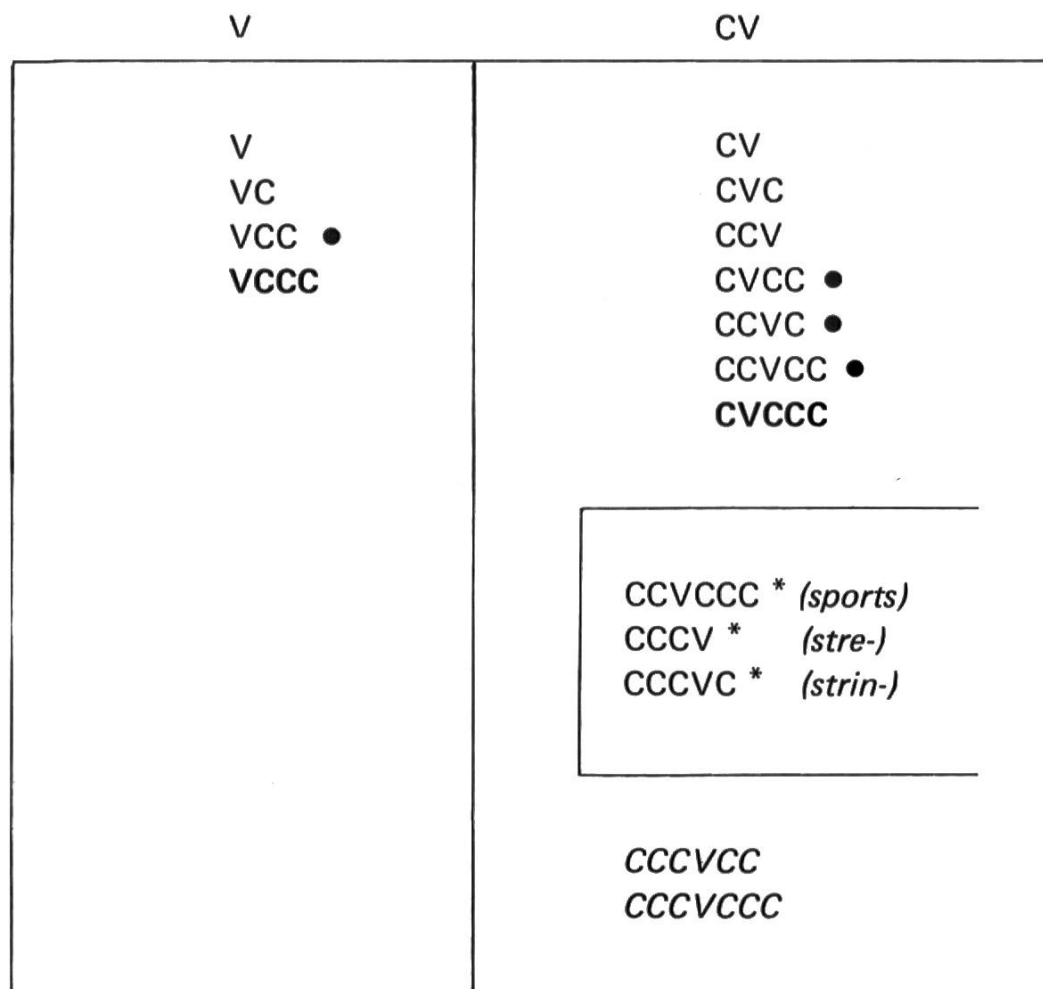 V CV
V CV
VC CVC
VCC ● CCV
VCCC CVCC ●
CCVC ●
CCVCC ●
CVCCC
CCVCCC * (sports)
CCCV * (stre-)
CCCVC * (strin-)
CCCVCC
CCCVCCC